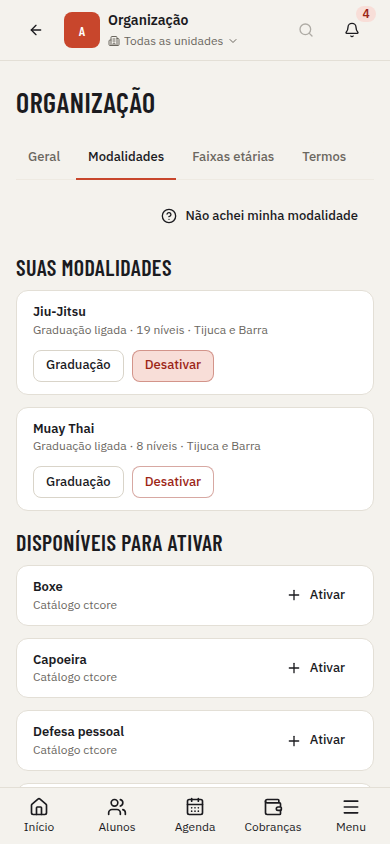 A
Organização
Todas as unidades
4
ORGANIZAÇÃO
Geral
Modalidades
Faixas etárias
Termos
Não achei minha modalidade
SUAS MODALIDADES
Jiu-Jitsu
Graduação ligada · 19 níveis · Tijuca e Barra
Graduação
Desativar
Muay Thai
Graduação ligada · 8 níveis · Tijuca e Barra
Graduação
Desativar
DISPONÍVEIS PARA ATIVAR
Boxe
Catálogo ctcore
Ativar
Capoeira
Catálogo ctcore
Ativar
Defesa pessoal
Catálogo ctcore
Ativar
Início
Alunos
Agenda
Cobranças
Menu